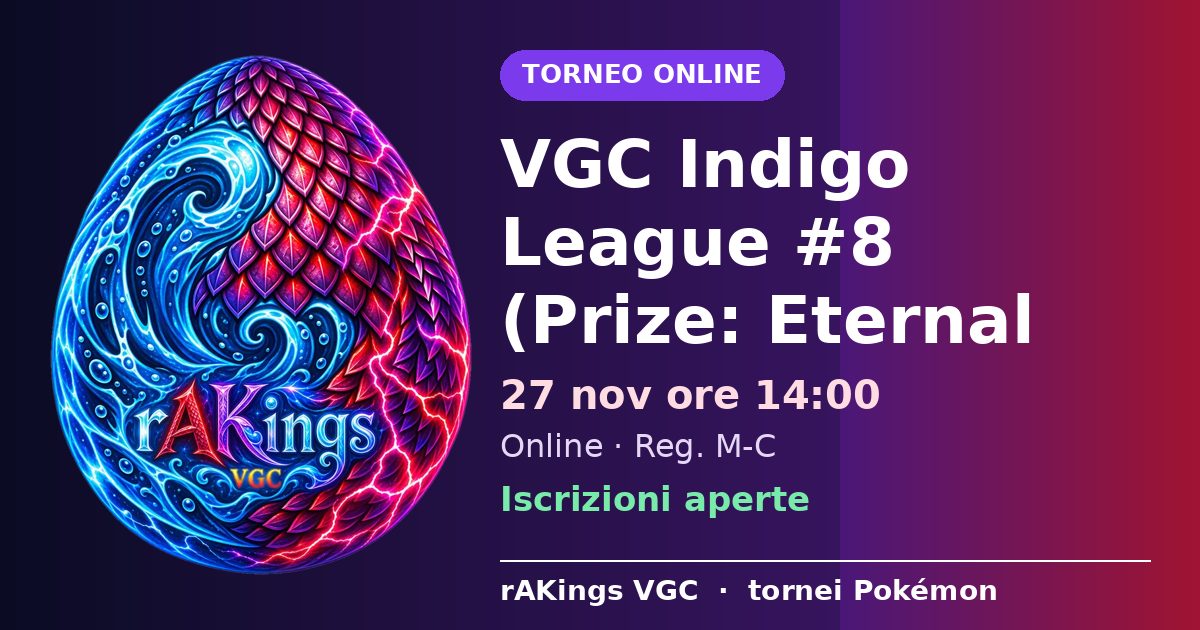 TORNEO ONLINE
VGC Indigo
League #8
(Prize: Eternal
27 nov ore 14:00
Online · Reg. M-C
Iscrizioni aperte
rAKings
VGC
rAKings VGC · tornei Pokémon